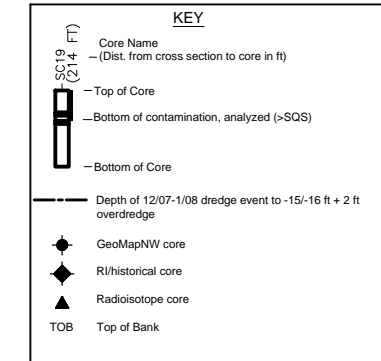 KEY
SC19
(214 FT)
Core Name
(Dist. from cross section to core in ft)
Top of Core
Bottom of contamination, analyzed (>SQS)
Bottom of Core
Depth of 12/07-1/08 dredge event to -15/-16 ft + 2 ft
overdredge
GeoMapNW core
RI/historical core
Radioisotope core
TOB Top of Bank